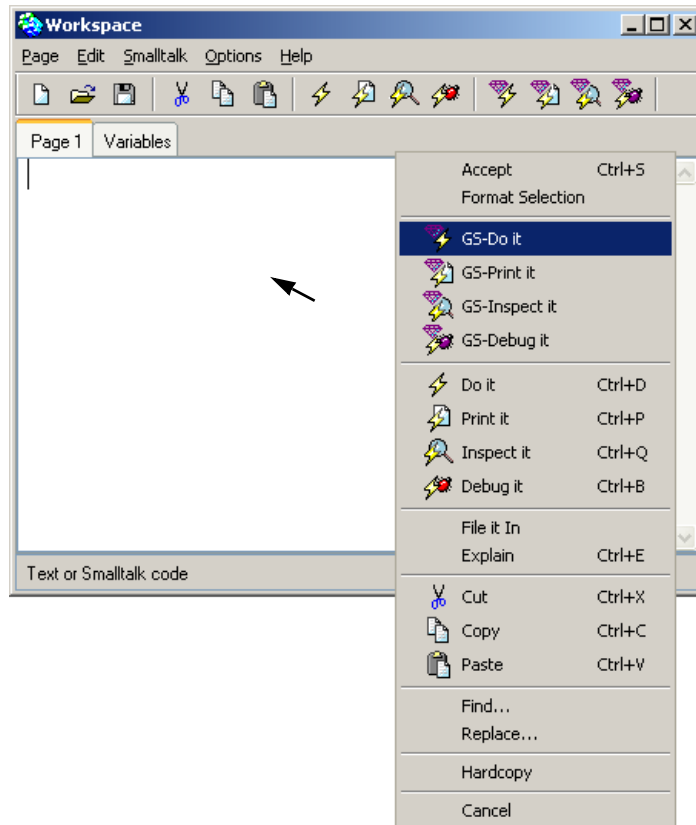 Workspace
Page Edit Smalltalk Options Help
Page 1 Variables
Accept Ctrl+S
Format Selection
GS-Do it
GS-Print it
GS-Inspect it
GS-Debug it
Do it Ctrl+D
Print it Ctrl+P
Inspect it Ctrl+Q
Debug it Ctrl+B
File it In
Explain Ctrl+E
Text or Smalltalk code
Cut Ctrl+X
Copy Ctrl+C
Paste Ctrl+V
Find...
Replace...
Hardcopy
Cancel